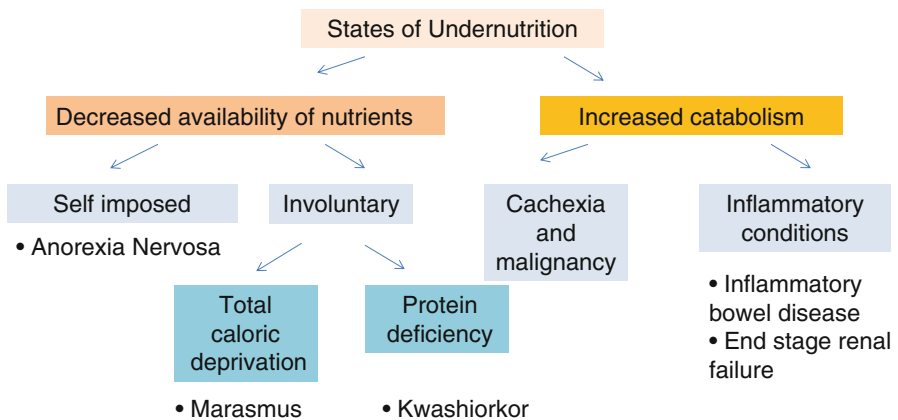 States of Undernutrition
Decreased availability of nutrients
Increased catabolism
Self imposed
• Anorexia Nervosa
Involuntary
Cachexia
and
malignancy
Inflammatory
conditions
• Inflammatory
bowel disease
• End stage renal
failure
Total
caloric
deprivation
• Marasmus
Protein
deficiency
• Kwashiorkor